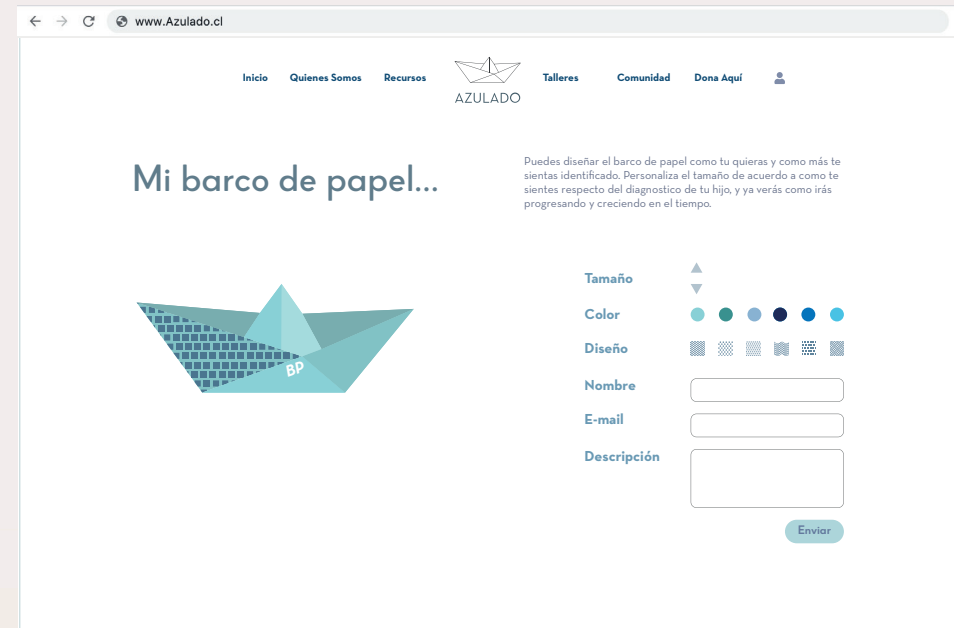 www.Azulado.cl
Inicio Quienes Somos Recursos AZULADO Talleres Comunidad Dona Aquí
Mi barco de papel...
Puedes diseñar el barco de papel como tu quieras y como más te
sientas identificado. Personaliza el tamaño de acuerdo a como te
sientes respecto del diagnostico de tu hijo, y ya verás como irás
progresando y creciendo en el tiempo.
BP
Tamaño
Color
Diseño
Nombre
E-mail
Descripción
Enviar